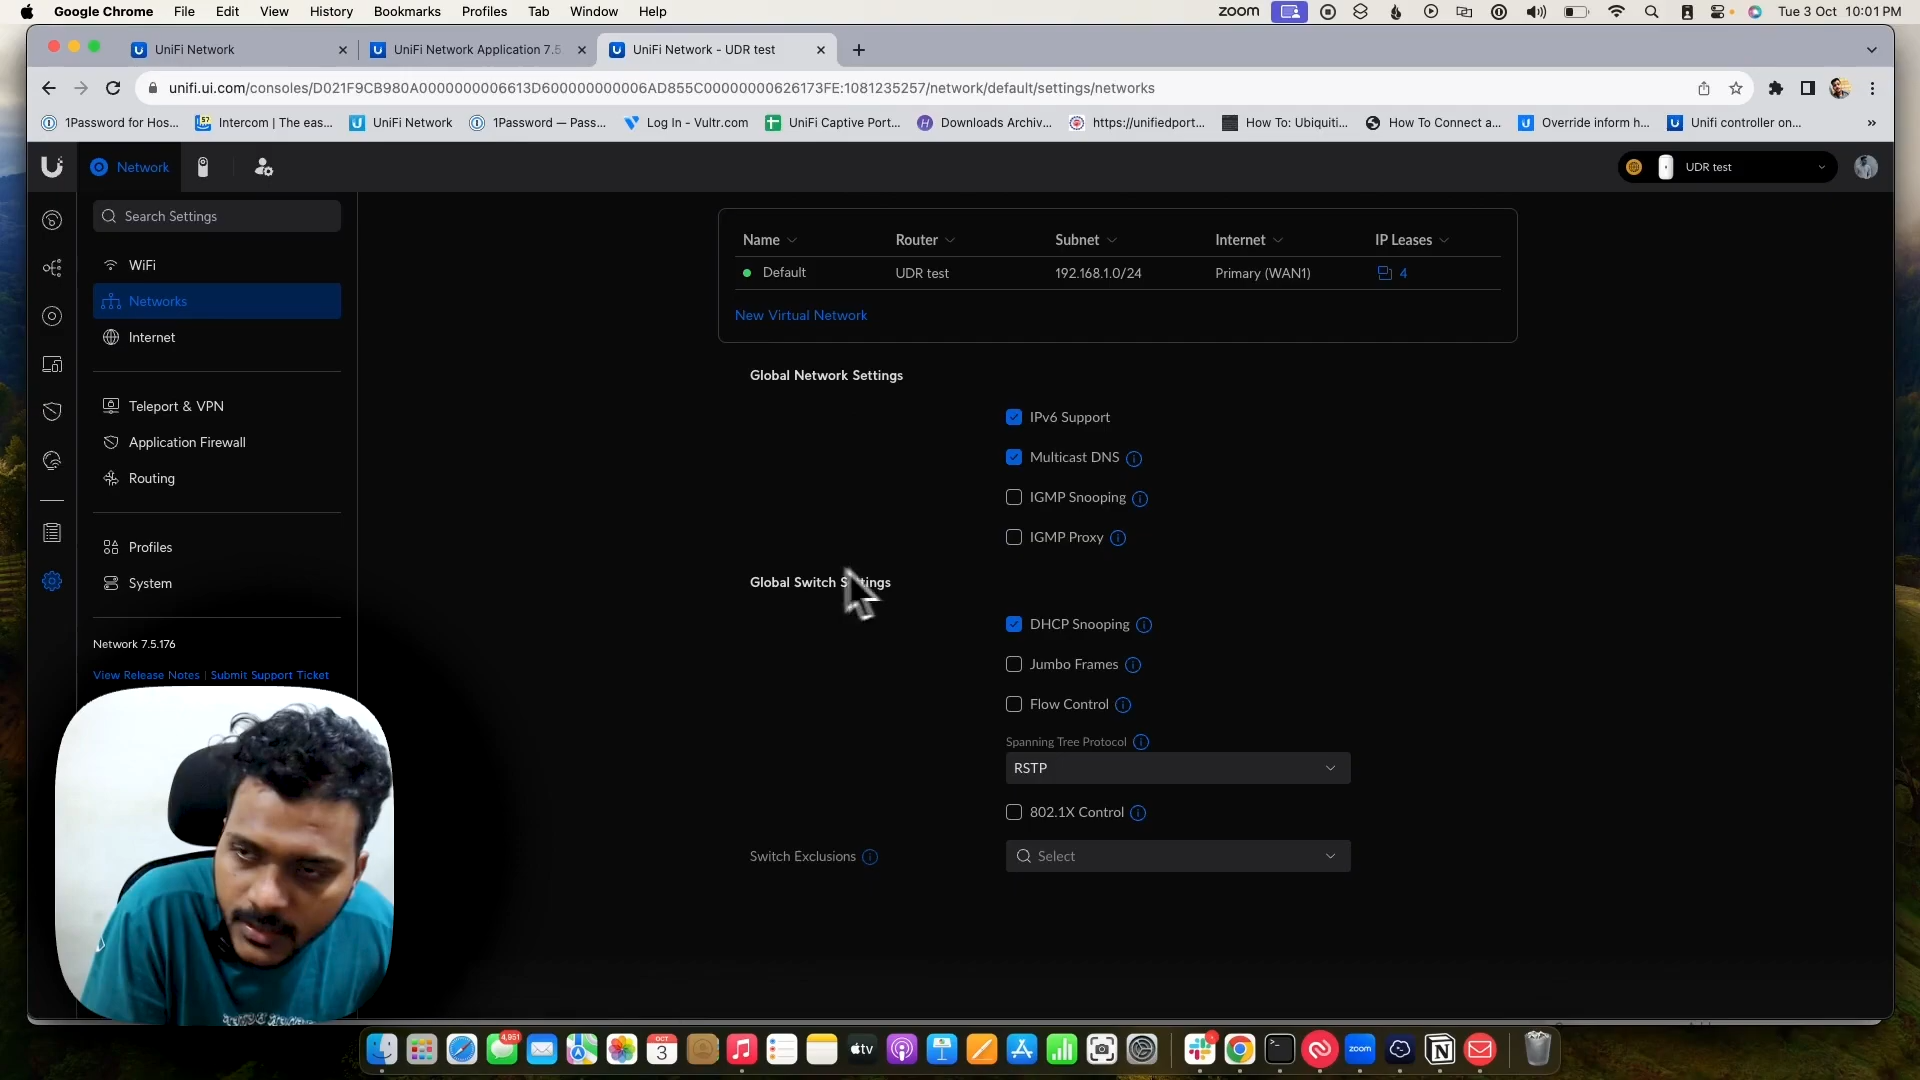 Google Chrome File Edit View History Bookmarks Profiles Tab Window Help
zoom Tue 3 Oct 10:01 PM
UniFi Network
UniFi Network Application 7.5
UniFi Network - UDR test
unifi.ui.com/consoles/D021F9CB980A0000000006613D600000000006AD855C00000000626173FE:1081235257/network/default/settings/networks
1Password for Hos...
Intercom | The eas...
UniFi Network
1Password — Pass...
Log In - Vultr.com
UniFi Captive Port...
Downloads Archiv...
https://unifiedport...
How To: Ubiquiti...
How To Connect a...
Override inform h...
Unifi controller on...
»
Network
UDR test
Search Settings
WiFi
Networks
Internet
Teleport & VPN
Application Firewall
Routing
Profiles
System
Network 7.5.176
View Release Notes | Submit Support Ticket
Name Router Subnet Internet IP Leases
Default UDR test 192.168.1.0/24 Primary (WAN1) 4
New Virtual Network
Global Network Settings
IPv6 Support
Multicast DNS
IGMP Snooping
IGMP Proxy
Global Switch Settings
DHCP Snooping
Jumbo Frames
Flow Control
Spanning Tree Protocol
RSTP
802.1X Control
Switch Exclusions
Select
4,951
OCT
3
tv
zoom